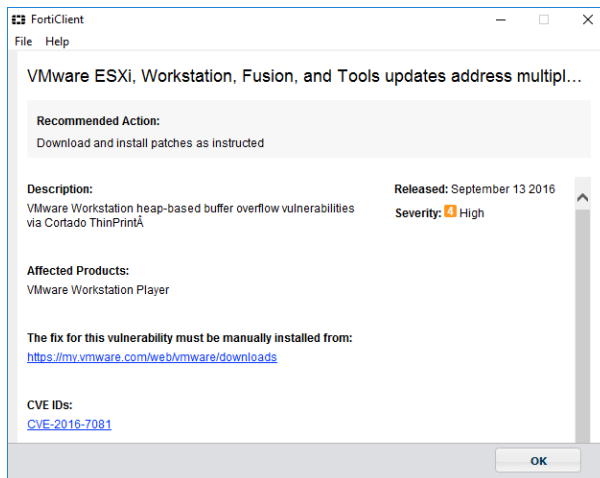 FortiClient
File Help
VMware ESXi, Workstation, Fusion, and Tools updates address multipl...
Recommended Action:
Download and install patches as instructed
Description:
VMware Workstation heap-based buffer overflow vulnerabilities
via Cortado ThinPrintÂ
Released: September 13 2016
Severity: 4 High
Affected Products:
VMware Workstation Player
The fix for this vulnerability must be manually installed from:
https://my.vmware.com/web/vmware/downloads
CVE IDs:
CVE-2016-7081
OK